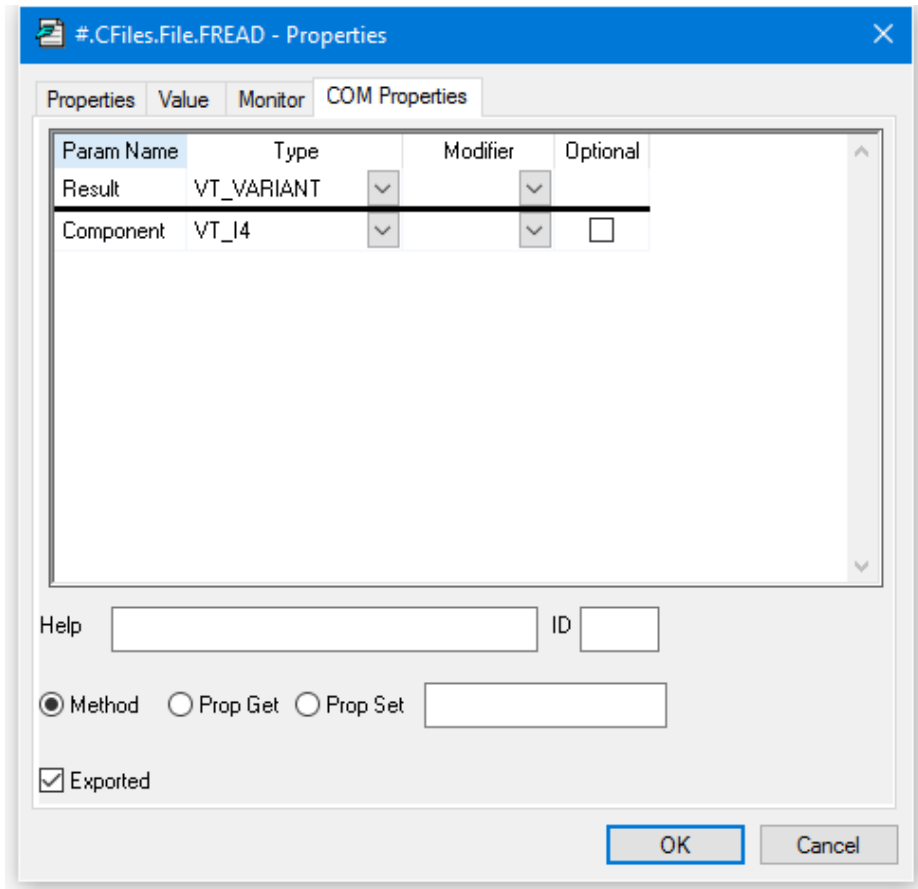 #.CFiles.File.FREAD - Properties
Properties Value Monitor COM Properties
Param Name Type Modifier Optional
Result VT_VARIANT
Component VT_I4
Help ID
Method Prop Get Prop Set
Exported
OK Cancel